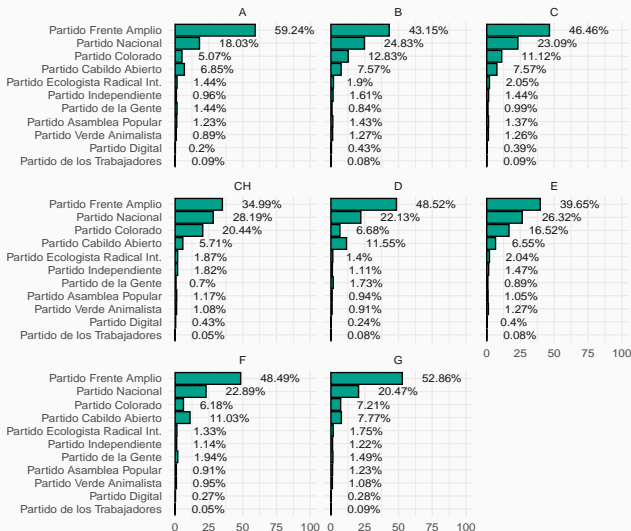 A B C
Partido Frente Amplio 59.24% 43.15% 46.46%
Partido Nacional 18.03% 24.83% 23.09%
Partido Colorado 5.07% 12.83% 11.12%
Partido Cabildo Abierto 6.85% 7.57% 7.57%
Partido Ecologista Radical Int. 1.44% 1.9% 2.05%
Partido Independiente 0.96% 1.61% 1.44%
Partido de la Gente 1.44% 0.84% 0.99%
Partido Asamblea Popular 1.23% 1.43% 1.37%
Partido Verde Animalista 0.89% 1.27% 1.26%
Partido Digital 0.2% 0.43% 0.39%
Partido de los Trabajadores 0.09% 0.08% 0.09%
CH D E
Partido Frente Amplio 34.99% 48.52% 39.65%
Partido Nacional 28.19% 22.13% 26.32%
Partido Colorado 20.44% 6.68% 16.52%
Partido Cabildo Abierto 5.71% 11.55% 6.55%
Partido Ecologista Radical Int. 1.87% 1.4% 2.04%
Partido Independiente 1.82% 1.11% 1.47%
Partido de la Gente 0.7% 1.73% 0.89%
Partido Asamblea Popular 1.17% 0.94% 1.05%
Partido Verde Animalista 1.08% 0.91% 1.27%
Partido Digital 0.43% 0.24% 0.4%
Partido de los Trabajadores 0.05% 0.08% 0.08%
0 25 50 75 100
F G
Partido Frente Amplio 48.49% 52.86%
Partido Nacional 22.89% 20.47%
Partido Colorado 6.18% 7.21%
Partido Cabildo Abierto 11.03% 7.77%
Partido Ecologista Radical Int. 1.33% 1.75%
Partido Independiente 1.14% 1.22%
Partido de la Gente 1.94% 1.49%
Partido Asamblea Popular 0.91% 1.23%
Partido Verde Animalista 0.95% 1.08%
Partido Digital 0.27% 0.28%
Partido de los Trabajadores 0.05% 0.09%
0 25 50 75 100 0 25 50 75 100